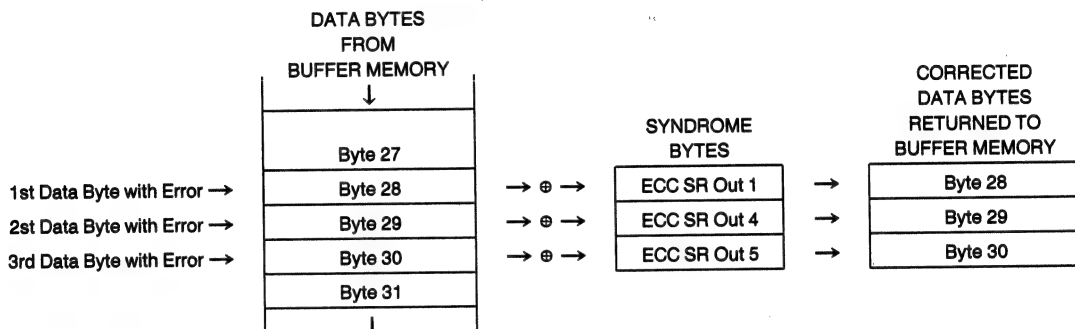 DATA BYTES
FROM
BUFFER MEMORY
↓
CORRECTED
DATA BYTES
RETURNED TO
BUFFER MEMORY
SYNDROME
BYTES
Byte 27
1st Data Byte with Error → Byte 28 → ⊕ → ECC SR Out 1 → Byte 28
2st Data Byte with Error → Byte 29 → ⊕ → ECC SR Out 4 → Byte 29
3rd Data Byte with Error → Byte 30 → ⊕ → ECC SR Out 5 → Byte 30
Byte 31